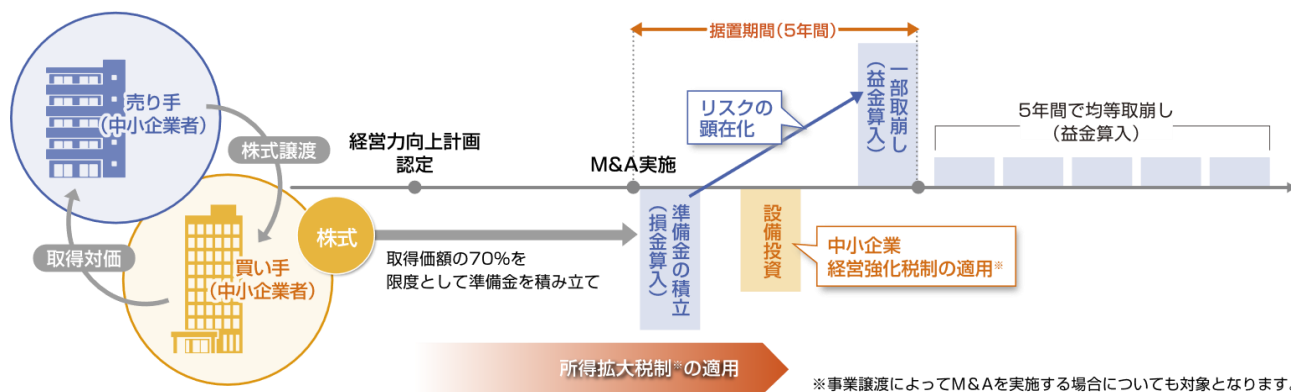 据置期間(5年間)
売り手
(中小企業者)
株式譲渡
取得対価
買い手
(中小企業者)
株式
経営力向上計画
認定
M&A実施
取得価額の70%を
限度として準備金を積み立て
準備金の積立
(損金算入)
リスクの
顕在化
一部取崩し
(益金算入)
設備投資
中小企業
経営強化税制の適用※
5年間で均等取崩し
(益金算入)
所得拡大税制※の適用
※事業譲渡によってM&Aを実施する場合についても対象となります。